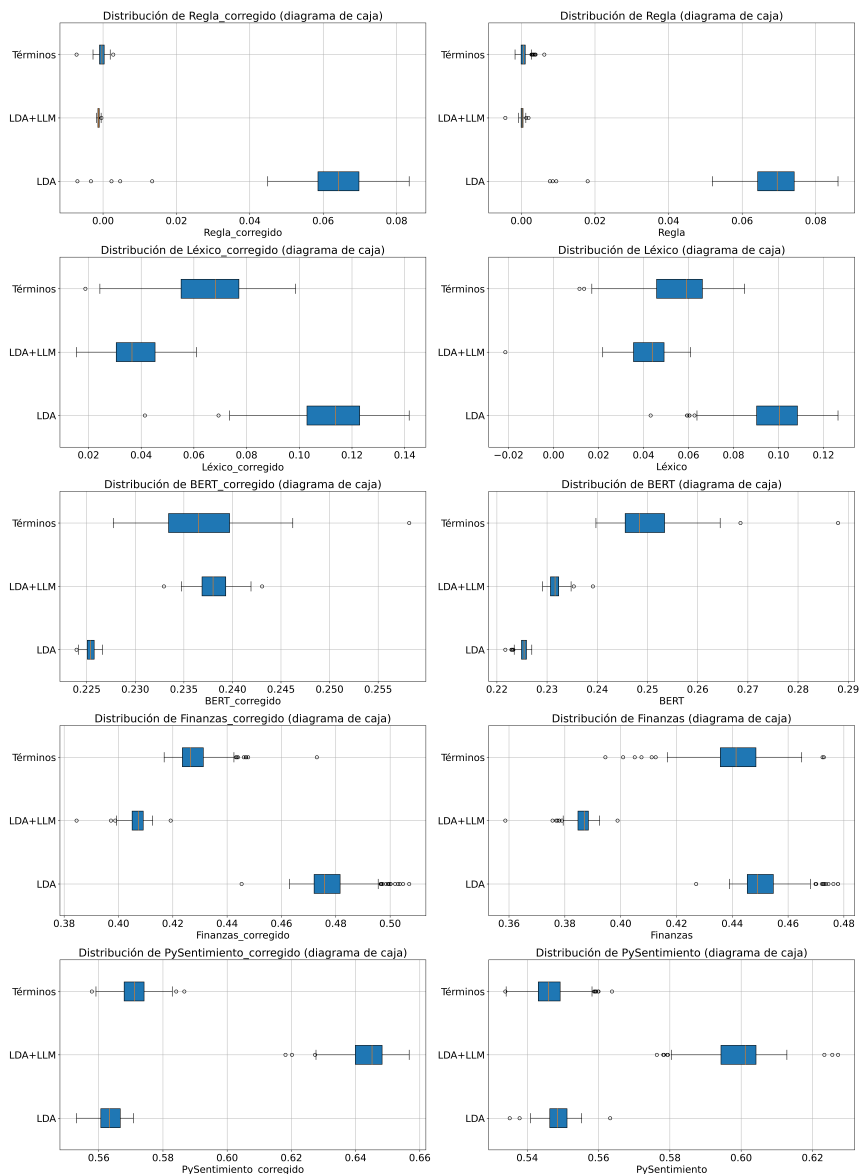 Distribución de Regla_corregido (diagrama de caja)
Términos
LDA+LLM
LDA
0.00 0.02 0.04 0.06 0.08
Regla_corregido
Distribución de Regla (diagrama de caja)
Términos
LDA+LLM
LDA
0.00 0.02 0.04 0.06 0.08
Regla
Distribución de Léxico_corregido (diagrama de caja)
Términos
LDA+LLM
LDA
0.02 0.04 0.06 0.08 0.10 0.12 0.14
Léxico_corregido
Distribución de Léxico (diagrama de caja)
Términos
LDA+LLM
LDA
−0.02 0.00 0.02 0.04 0.06 0.08 0.10 0.12
Léxico
Distribución de BERT_corregido (diagrama de caja)
Términos
LDA+LLM
LDA
0.225 0.230 0.235 0.240 0.245 0.250 0.255
BERT_corregido
Distribución de BERT (diagrama de caja)
Términos
LDA+LLM
LDA
0.22 0.23 0.24 0.25 0.26 0.27 0.28 0.29
BERT
Distribución de Finanzas_corregido (diagrama de caja)
Términos
LDA+LLM
LDA
0.38 0.40 0.42 0.44 0.46 0.48 0.50
Finanzas_corregido
Distribución de Finanzas (diagrama de caja)
Términos
LDA+LLM
LDA
0.36 0.38 0.40 0.42 0.44 0.46 0.48
Finanzas
Distribución de PySentimiento_corregido (diagrama de caja)
Términos
LDA+LLM
LDA
0.56 0.58 0.60 0.62 0.64 0.66
PySentimiento_corregido
Distribución de PySentimiento (diagrama de caja)
Términos
LDA+LLM
LDA
0.54 0.56 0.58 0.60 0.62
PySentimiento